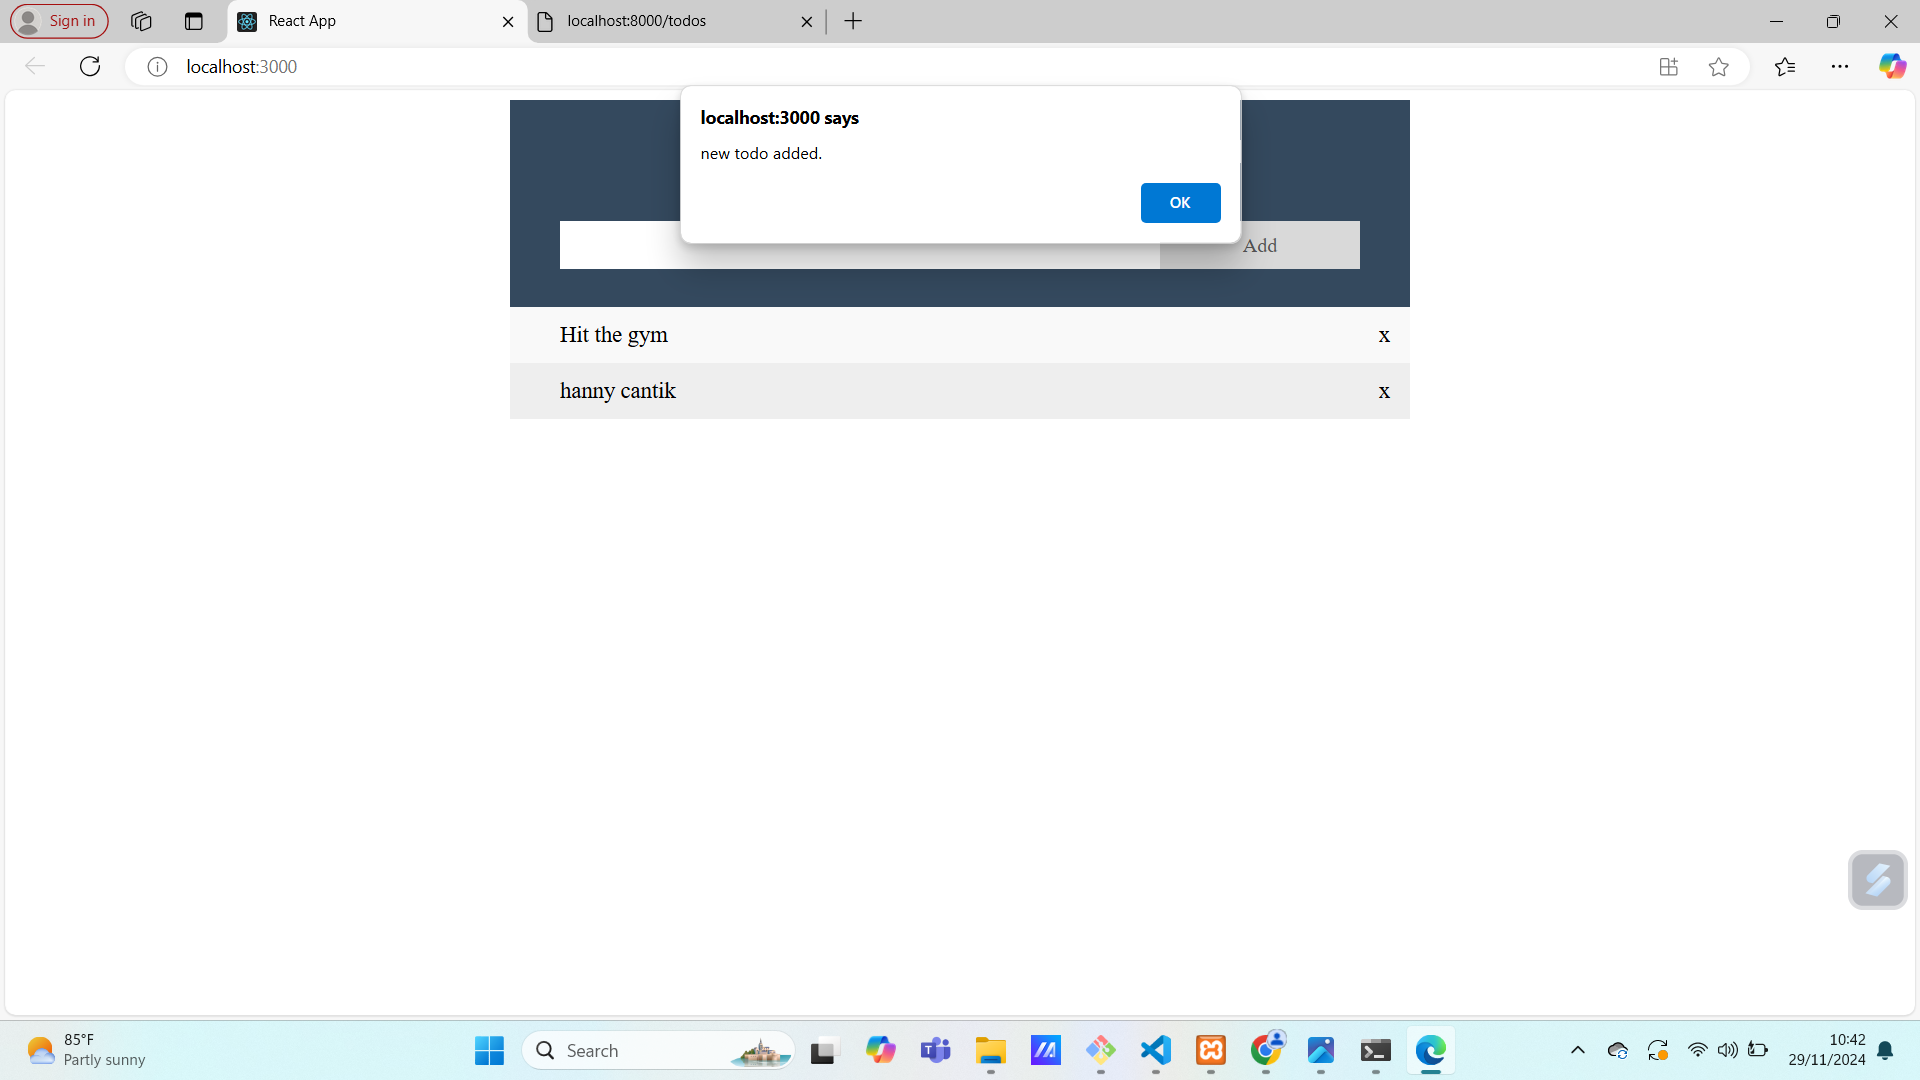 Sign in
React App
localhost:8000/todos
localhost:3000
localhost:3000 says
new todo added.
OK
Add
Hit the gym x
hanny cantik x
85°F
Partly sunny
Search
10:42
29/11/2024